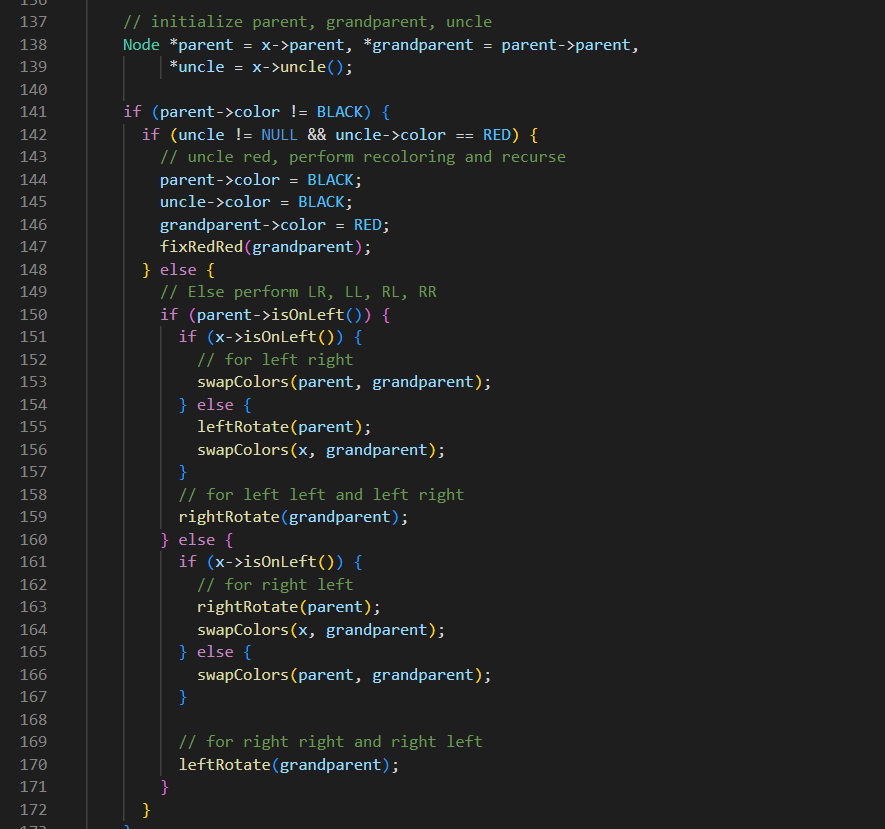 137 // initialize parent, grandparent, uncle
138 Node *parent = x->parent, *grandparent = parent->parent,
139 *uncle = x->uncle();
140
141 if (parent->color != BLACK) {
142 if (uncle != NULL && uncle->color == RED) {
143 // uncle red, perform recoloring and recurse
144 parent->color = BLACK;
145 uncle->color = BLACK;
146 grandparent->color = RED;
147 fixRedRed(grandparent);
148 } else {
149 // Else perform LR, LL, RL, RR
150 if (parent->isOnLeft()) {
151 if (x->isOnLeft()) {
152 // for left right
153 swapColors(parent, grandparent);
154 } else {
155 leftRotate(parent);
156 swapColors(x, grandparent);
157 }
158 // for left left and left right
159 rightRotate(grandparent);
160 } else {
161 if (x->isOnLeft()) {
162 // for right left
163 rightRotate(parent);
164 swapColors(x, grandparent);
165 } else {
166 swapColors(parent, grandparent);
167 }
168
169 // for right right and right left
170 leftRotate(grandparent);
171 }
172 }